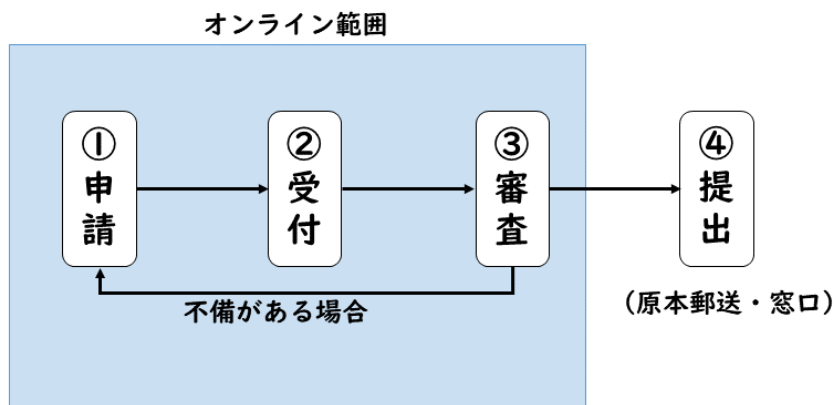 オンライン範囲
①申請
②受付
③審査
④提出
不備がある場合
（原本郵送・窓口）